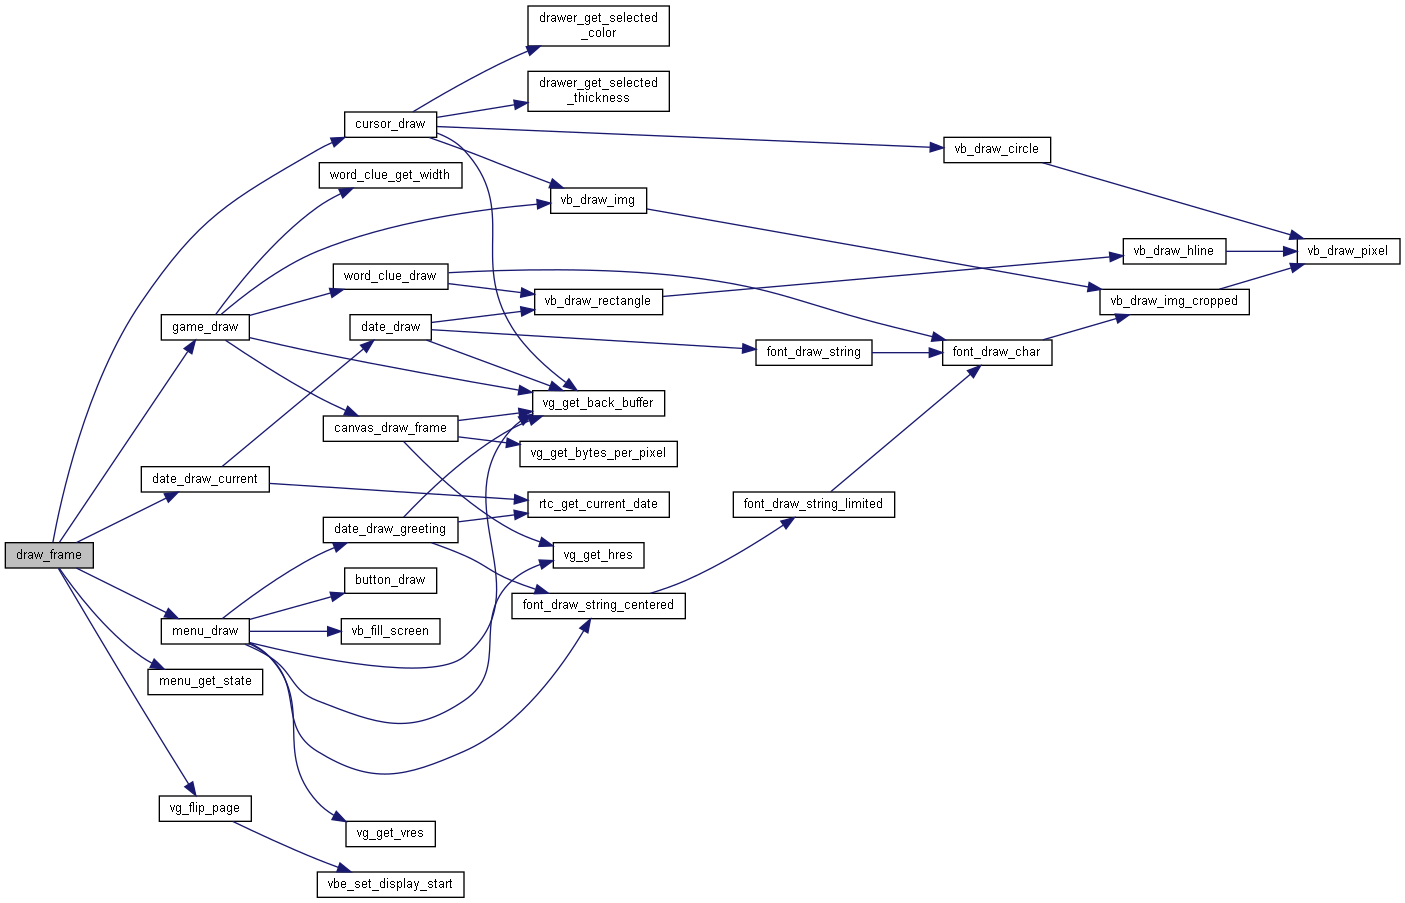 drawer_get_selected
_color
drawer_get_selected
_thickness
cursor_draw
vb_draw_circle
word_clue_get_width
vb_draw_img
vb_draw_hline
vb_draw_pixel
word_clue_draw
vb_draw_rectangle
vb_draw_img_cropped
game_draw
date_draw
font_draw_string
font_draw_char
vg_get_back_buffer
canvas_draw_frame
vg_get_bytes_per_pixel
date_draw_current
rtc_get_current_date
font_draw_string_limited
date_draw_greeting
draw_frame
vg_get_hres
button_draw
font_draw_string_centered
menu_draw
vb_fill_screen
menu_get_state
vg_flip_page
vg_get_vres
vbe_set_display_start